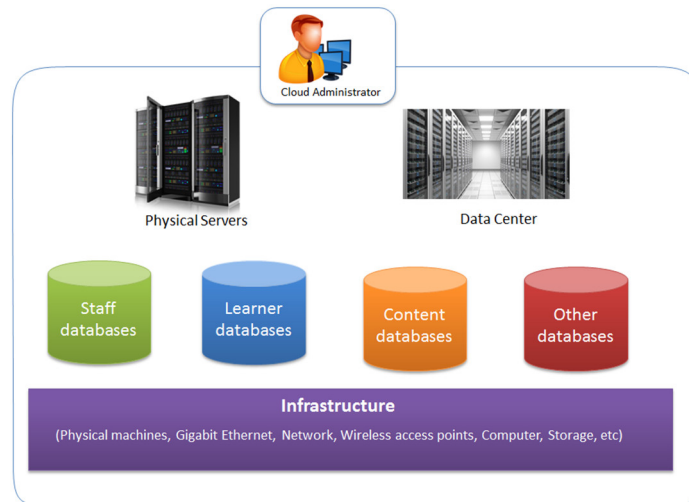 Cloud Administrator
Physical Servers
Data Center
Staff
databases
Learner
databases
Content
databases
Other
databases
Infrastructure
(Physical machines, Gigabit Ethernet, Network, Wireless access points, Computer, Storage, etc)